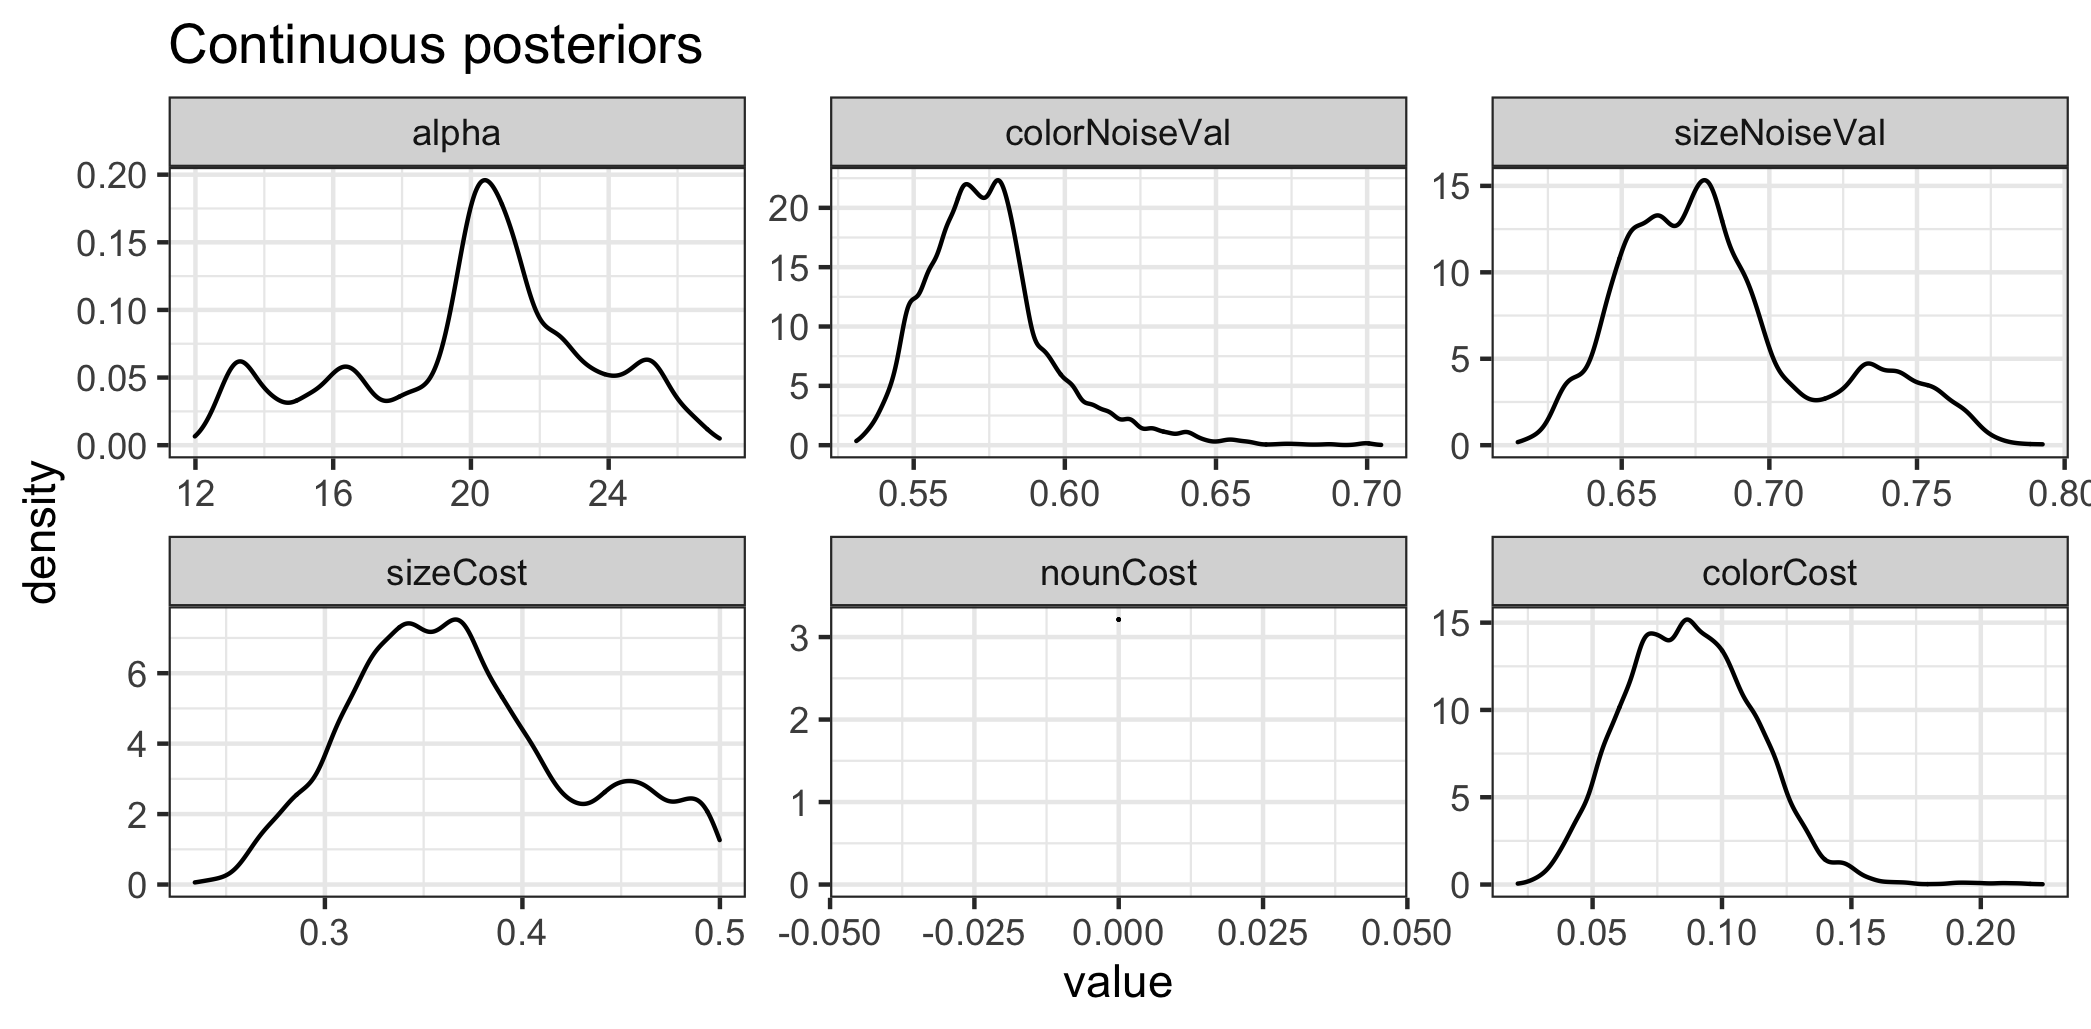 Continuous posteriors
alpha
colorNoiseVal
sizeNoiseVal
0.20
0.15
0.10
0.05
0.00
12 16 20 24
20
15
10
5
0
0.55 0.60 0.65 0.70
15
10
5
0
0.65 0.70 0.75 0.80
density
sizeCost
nounCost
colorCost
6
4
2
0
0.3 0.4 0.5
3
2
1
0
-0.050 -0.025 0.000 0.025 0.050
15
10
5
0
0.05 0.10 0.15 0.20
value